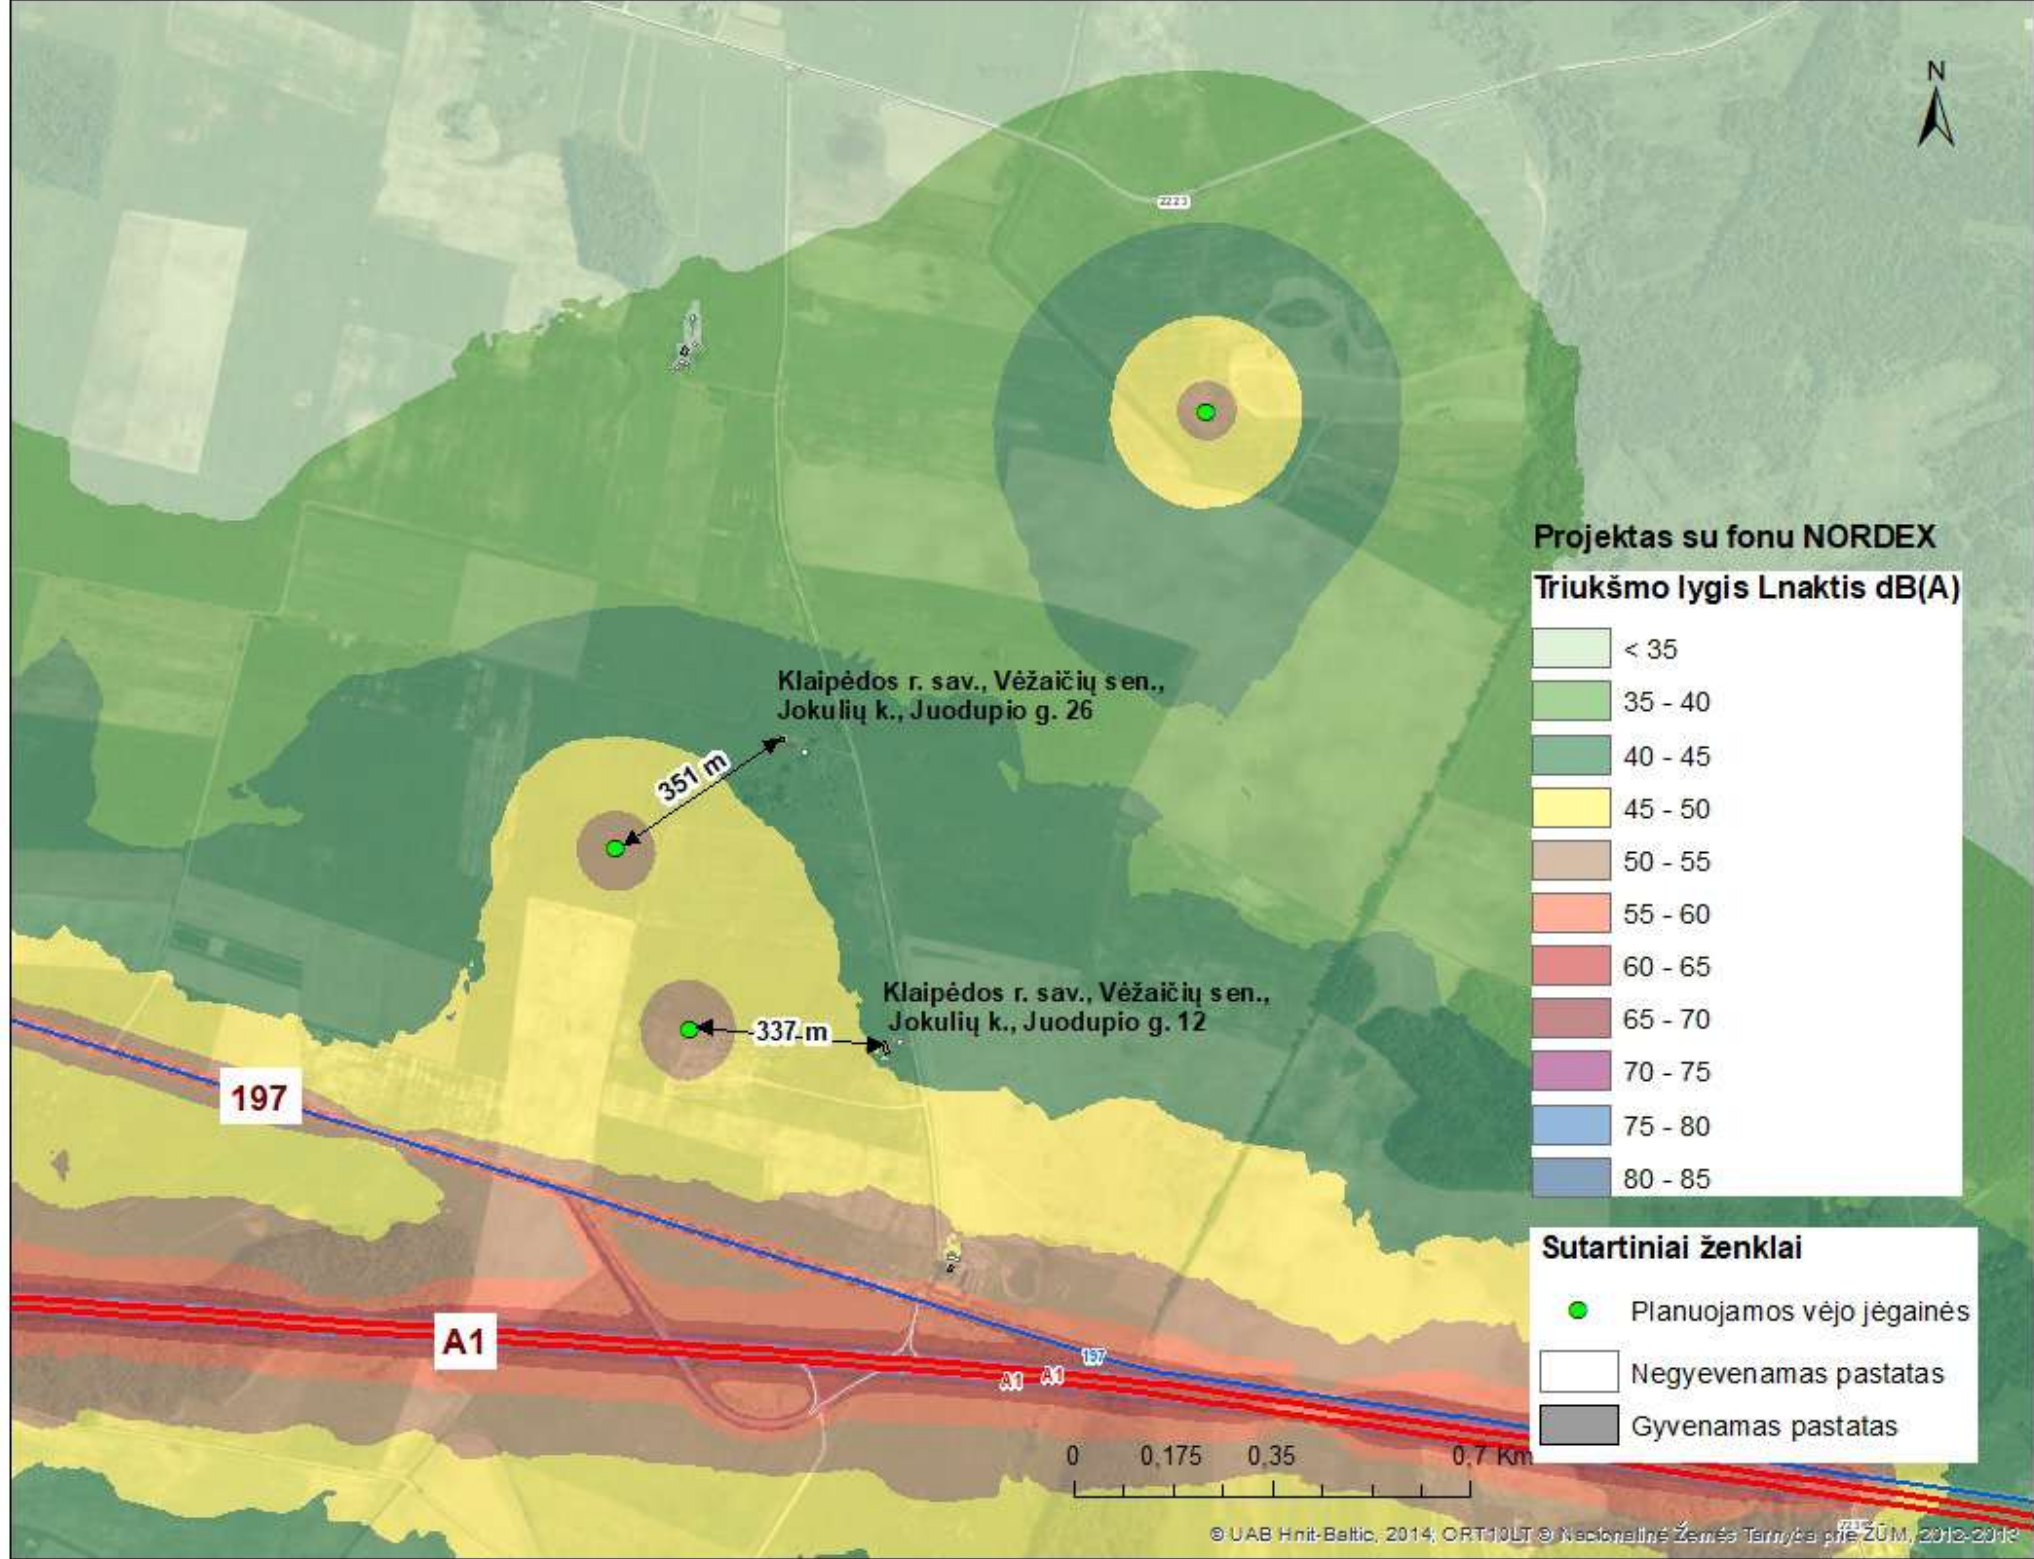 N
2223
Projektas su fonu NORDEX
Triukšmo lygis Lnaktis dB(A)
< 35
35 - 40
40 - 45
45 - 50
50 - 55
55 - 60
60 - 65
65 - 70
70 - 75
75 - 80
80 - 85
Klaipėdos r. sav., Vėžaičių sen.,
Jokulių k., Juodupio g. 26
351 m
Klaipėdos r. sav., Vėžaičių sen.,
Jokulių k., Juodupio g. 12
337 m
197
A1
197
A1 A1
Sutartiniai ženklai
Planuojamos vėjo jėgainės
Negyevenamas pastatas
Gyvenamas pastatas
0 0,175 0,35 0,7 Km
© UAB Hnit-Baltic, 2014; ORT10LT © Nacionalinė Žemės Tarnyba prie ŽŪM, 2012-2013